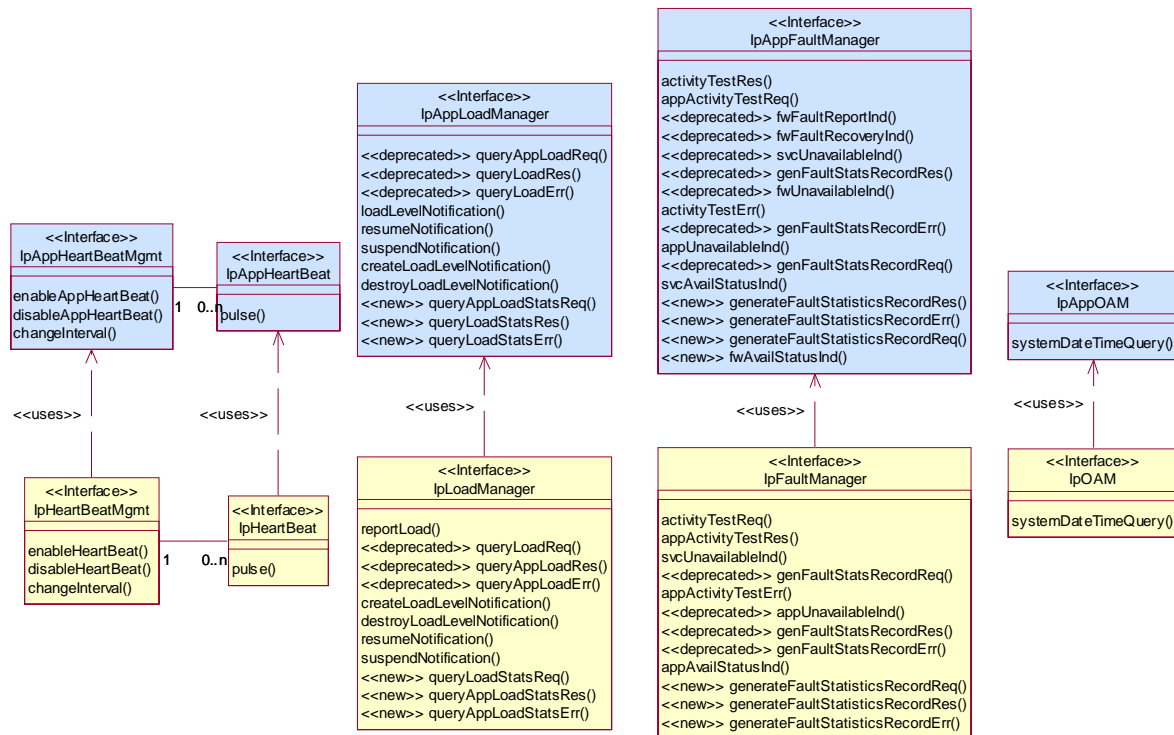 <<Interface>>
IpAppHeartBeatMgmt
enableAppHeartBeat()
disableAppHeartBeat()
changeInterval()
1
0..n
<<Interface>>
IpAppHeartBeat
pulse()
<<Interface>>
IpAppLoadManager
<<deprecated>> queryAppLoadReq()
<<deprecated>> queryLoadRes()
<<deprecated>> queryLoadErr()
loadLevelNotification()
resumeNotification()
suspendNotification()
createLoadLevelNotification()
destroyLoadLevelNotification()
<<new>> queryAppLoadStatsReq()
<<new>> queryLoadStatsRes()
<<new>> queryLoadStatsErr()
<<Interface>>
IpAppFaultManager
activityTestRes()
appActivityTestReq()
<<deprecated>> fwFaultReportInd()
<<deprecated>> fwFaultRecoveryInd()
<<deprecated>> svcUnavailableInd()
<<deprecated>> genFaultStatsRecordRes()
<<deprecated>> fwUnavailableInd()
activityTestErr()
<<deprecated>> genFaultStatsRecordErr()
appUnavailableInd()
<<deprecated>> genFaultStatsRecordReq()
svcAvailStatusInd()
<<new>> generateFaultStatisticsRecordRes()
<<new>> generateFaultStatisticsRecordErr()
<<new>> generateFaultStatisticsRecordReq()
<<new>> fwAvailStatusInd()
<<Interface>>
IpAppOAM
systemDateTimeQuery()
<<uses>>
<<uses>>
<<uses>>
<<uses>>
<<uses>>
<<Interface>>
IpHeartBeatMgmt
enableHeartBeat()
disableHeartBeat()
changeInterval()
1
0..n
<<Interface>>
IpHeartBeat
pulse()
<<Interface>>
IpLoadManager
reportLoad()
<<deprecated>> queryLoadReq()
<<deprecated>> queryAppLoadRes()
<<deprecated>> queryAppLoadErr()
createLoadLevelNotification()
destroyLoadLevelNotification()
resumeNotification()
suspendNotification()
<<new>> queryLoadStatsReq()
<<new>> queryAppLoadStatsRes()
<<new>> queryAppLoadStatsErr()
<<Interface>>
IpFaultManager
activityTestReq()
appActivityTestRes()
svcUnavailableInd()
<<deprecated>> genFaultStatsRecordReq()
appActivityTestErr()
<<deprecated>> appUnavailableInd()
<<deprecated>> genFaultStatsRecordRes()
<<deprecated>> genFaultStatsRecordErr()
appAvailStatusInd()
<<new>> generateFaultStatisticsRecordReq()
<<new>> generateFaultStatisticsRecordRes()
<<new>> generateFaultStatisticsRecordErr()
<<Interface>>
IpOAM
systemDateTimeQuery()